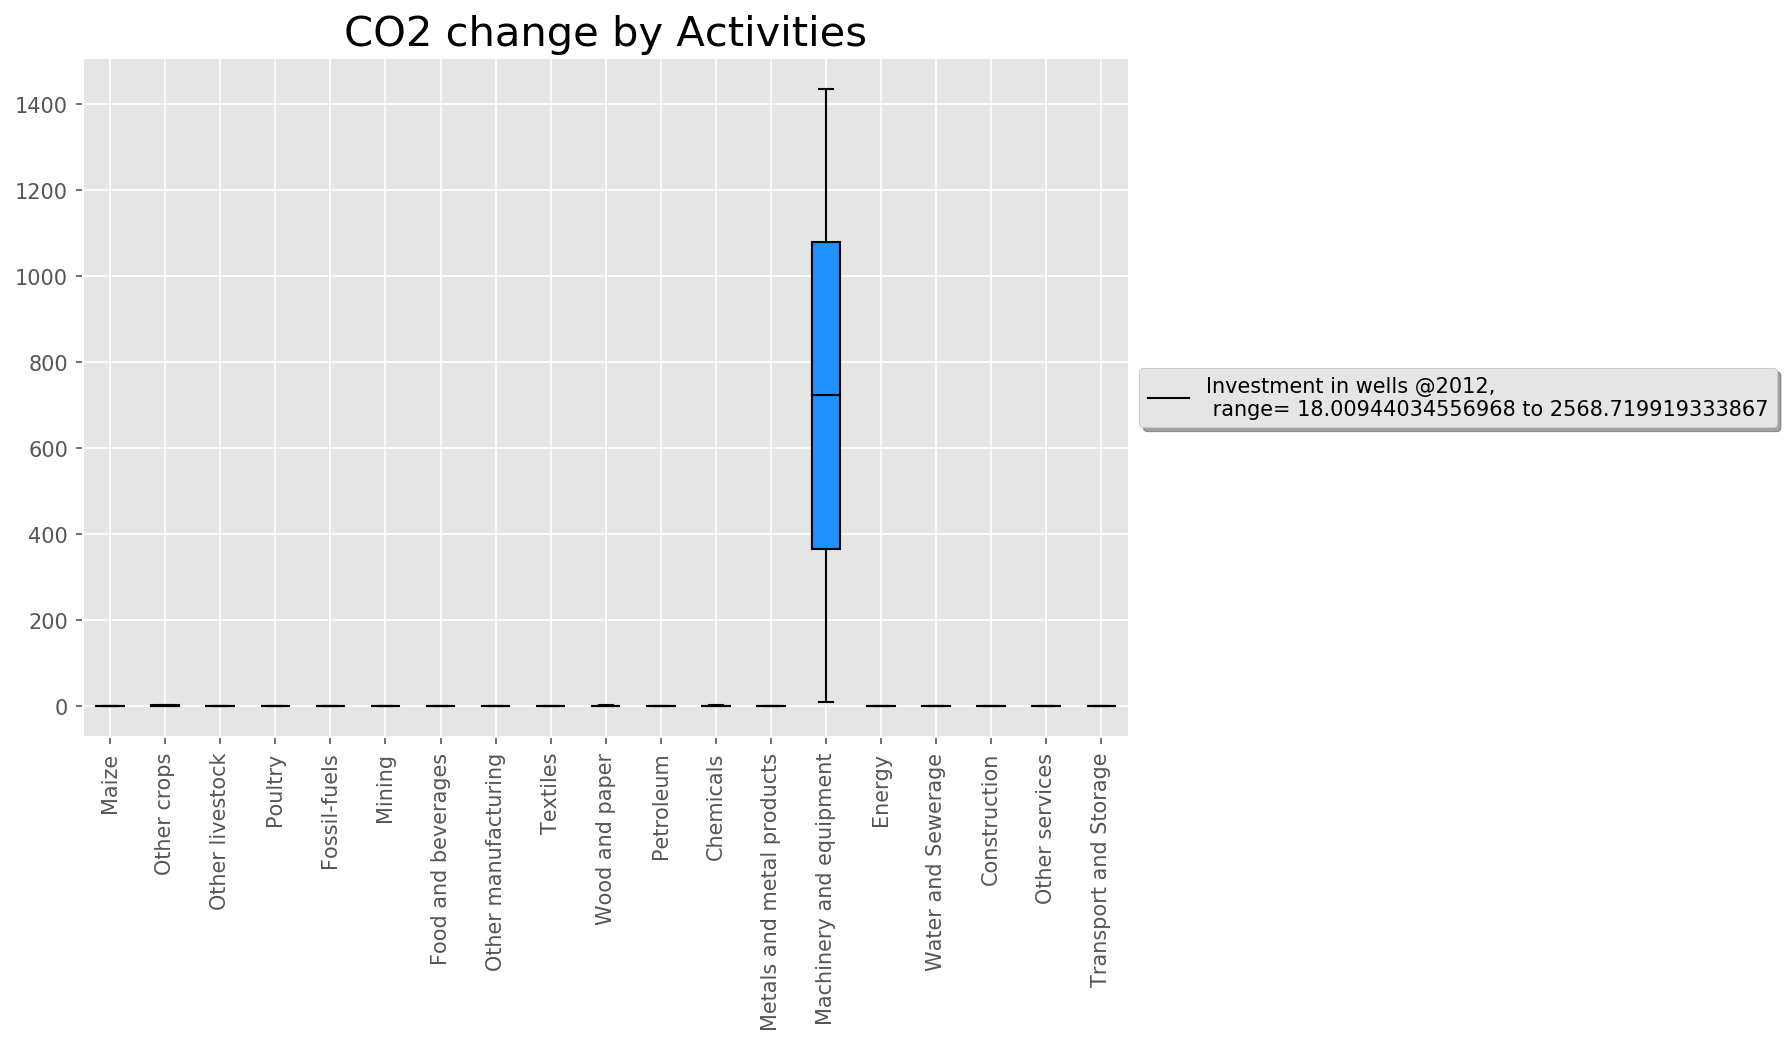 CO2 change by Activities
1400
1200
1000
800
600
400
200
0
Maize
Other crops
Other livestock
Poultry
Fossil-fuels
Mining
Food and beverages
Other manufacturing
Textiles
Wood and paper
Petroleum
Chemicals
Metals and metal products
Machinery and equipment
Energy
Water and Sewerage
Construction
Other services
Transport and Storage
Investment in wells @2012,
range= 18.00944034556968 to 2568.719919333867